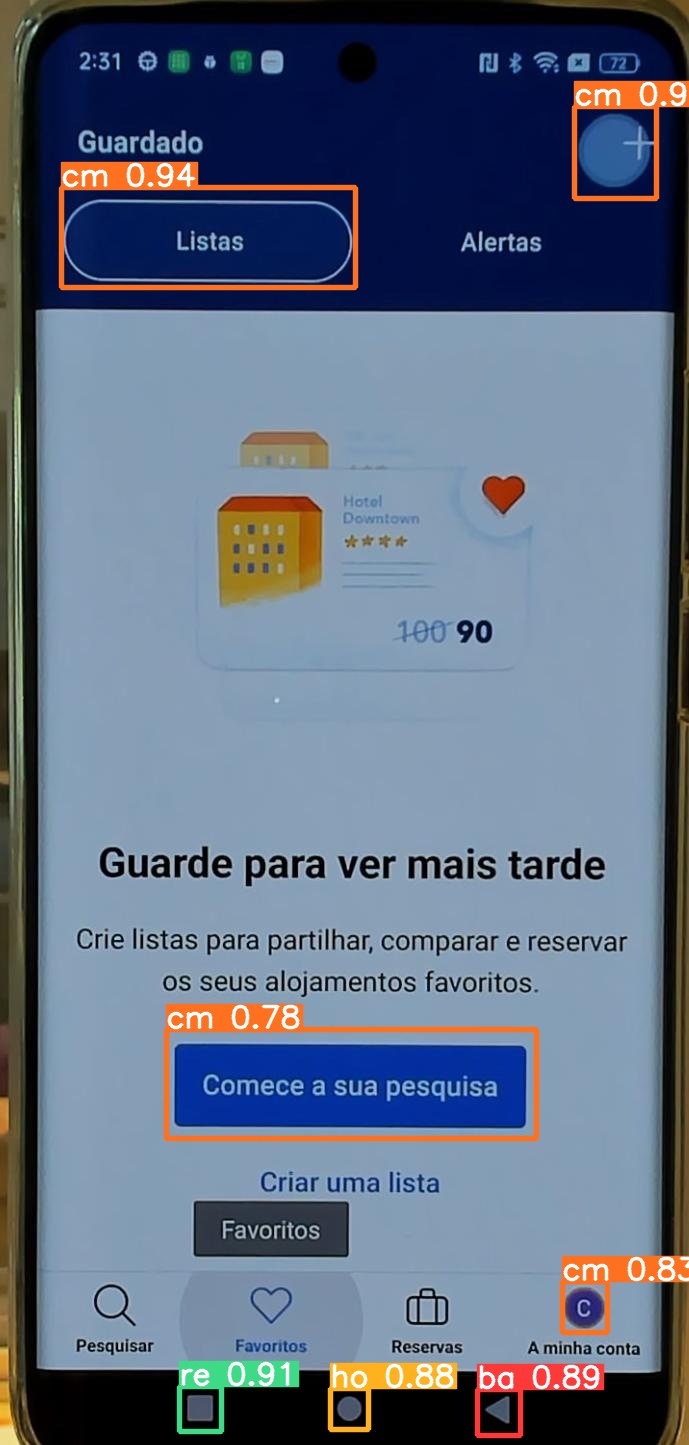 2:31
72
cm 0.9
Guardado
cm 0.94
Listas
Alertas
Hotel
Downtown
100 90
Guarde para ver mais tarde
Crie listas para partilhar, comparar e reservar
os seus alojamentos favoritos.
cm 0.78
Comece a sua pesquisa
Criar uma lista
Favoritos
cm 0.83
C
Pesquisar
Favoritos
Reservas
A minha conta
re 0.91
ho 0.88
ba 0.89